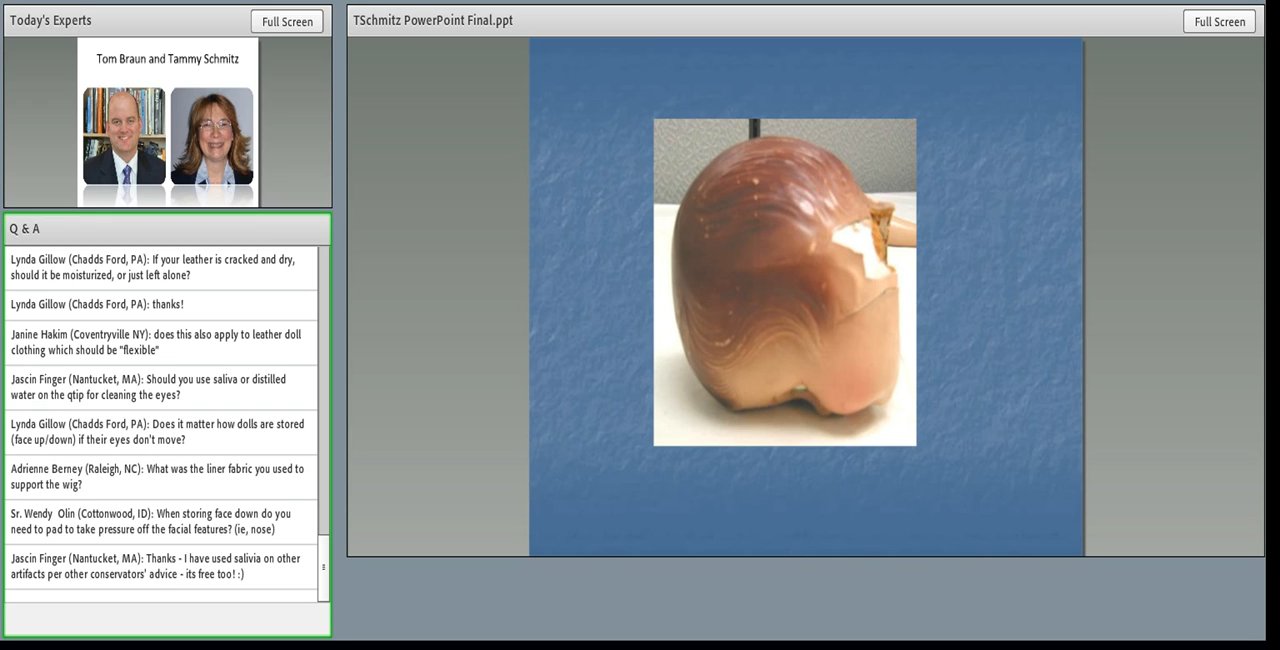 Today's Experts
Full Screen
Tom Braun and Tammy Schmitz
Q & A
Lynda Gillow (Chadds Ford, PA): If your leather is cracked and dry,
should it be moisturized, or just left alone?
Lynda Gillow (Chadds Ford, PA): thanks!
Janine Hakim (Coventryville NY): does this also apply to leather doll
clothing which should be "flexible"
Jascin Finger (Nantucket, MA): Should you use saliva or distilled
water on the qtip for cleaning the eyes?
Lynda Gillow (Chadds Ford, PA): Does it matter how dolls are stored
(face up/down) if their eyes don't move?
Adrienne Berney (Raleigh, NC): What was the liner fabric you used to
support the wig?
Sr. Wendy Olin (Cottonwood, ID): When storing face down do you
need to pad to take pressure off the facial features? (ie, nose)
Jascin Finger (Nantucket, MA): Thanks - I have used salivia on other
artifacts per other conservators' advice - its free too! :)
TSchmitz PowerPoint Final.ppt
Full Screen